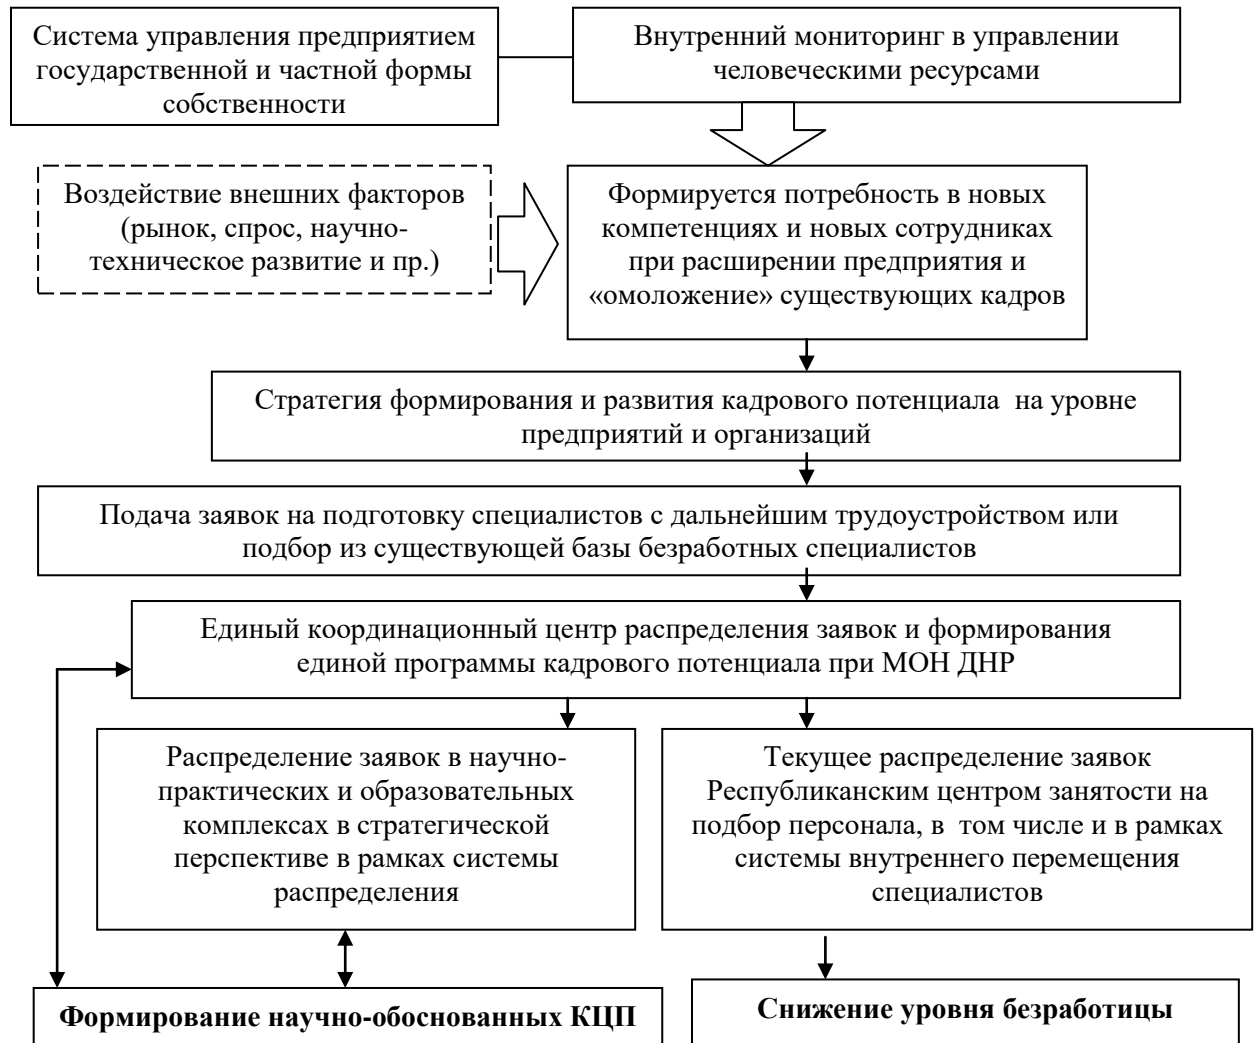 Система управления предприятием
государственной и частной формы
собственности
Внутренний мониторинг в управлении
человеческими ресурсами
Воздействие внешних факторов
(рынок, спрос, научно-
техническое развитие и пр.)
Формируется потребность в новых
компетенциях и новых сотрудниках
при расширении предприятия и
«омоложение» существующих кадров
Стратегия формирования и развития кадрового потенциала на уровне
предприятий и организаций
Подача заявок на подготовку специалистов с дальнейшим трудоустройством или
подбор из существующей базы безработных специалистов
Единый координационный центр распределения заявок и формирования
единой программы кадрового потенциала при МОН ДНР
Распределение заявок в научно-
практических и образовательных
комплексах в стратегической
перспективе в рамках системы
распределения
Текущее распределение заявок
Республиканским центром занятости на
подбор персонала, в том числе и в рамках
системы внутреннего перемещения
специалистов
Формирование научно-обоснованных КЦП
Снижение уровня безработицы